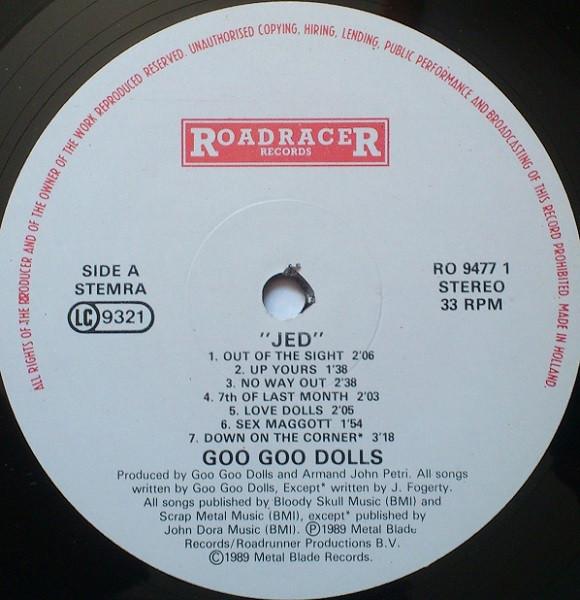 ALL RIGHTS OF THE PRODUCER AND OF THE OWNER OF THE WORK REPRODUCED RESERVED. UNAUTHORISED COPYING, HIRING, LENDING, PUBLIC PERFORMANCE AND BROADCASTING OF THIS RECORD PROHIBITED. MADE IN HOLLAND.
ROADRACER
RECORDS
SIDE A
STEMRA
LC 9321
RO 9477 1
STEREO
33 RPM
"JED"
1. OUT OF THE SIGHT 2'06
2. UP YOURS 1'38
3. NO WAY OUT 2'38
4. 7th OF LAST MONTH 2'03
5. LOVE DOLLS 2'05
6. SEX MAGGOTT 1'54
7. DOWN ON THE CORNER* 3'18
GOO GOO DOLLS
Produced by Goo Goo Dolls and Armand John Petri. All songs
written by Goo Goo Dolls, Except* written by J. Fogerty.
All songs published by Bloody Skull Music (BMI) and
Scrap Metal Music (BMI), except* published by
John Dora Music (BMI). Ⓟ1989 Metal Blade
Records/Roadrunner Productions B.V.
©1989 Metal Blade Records.